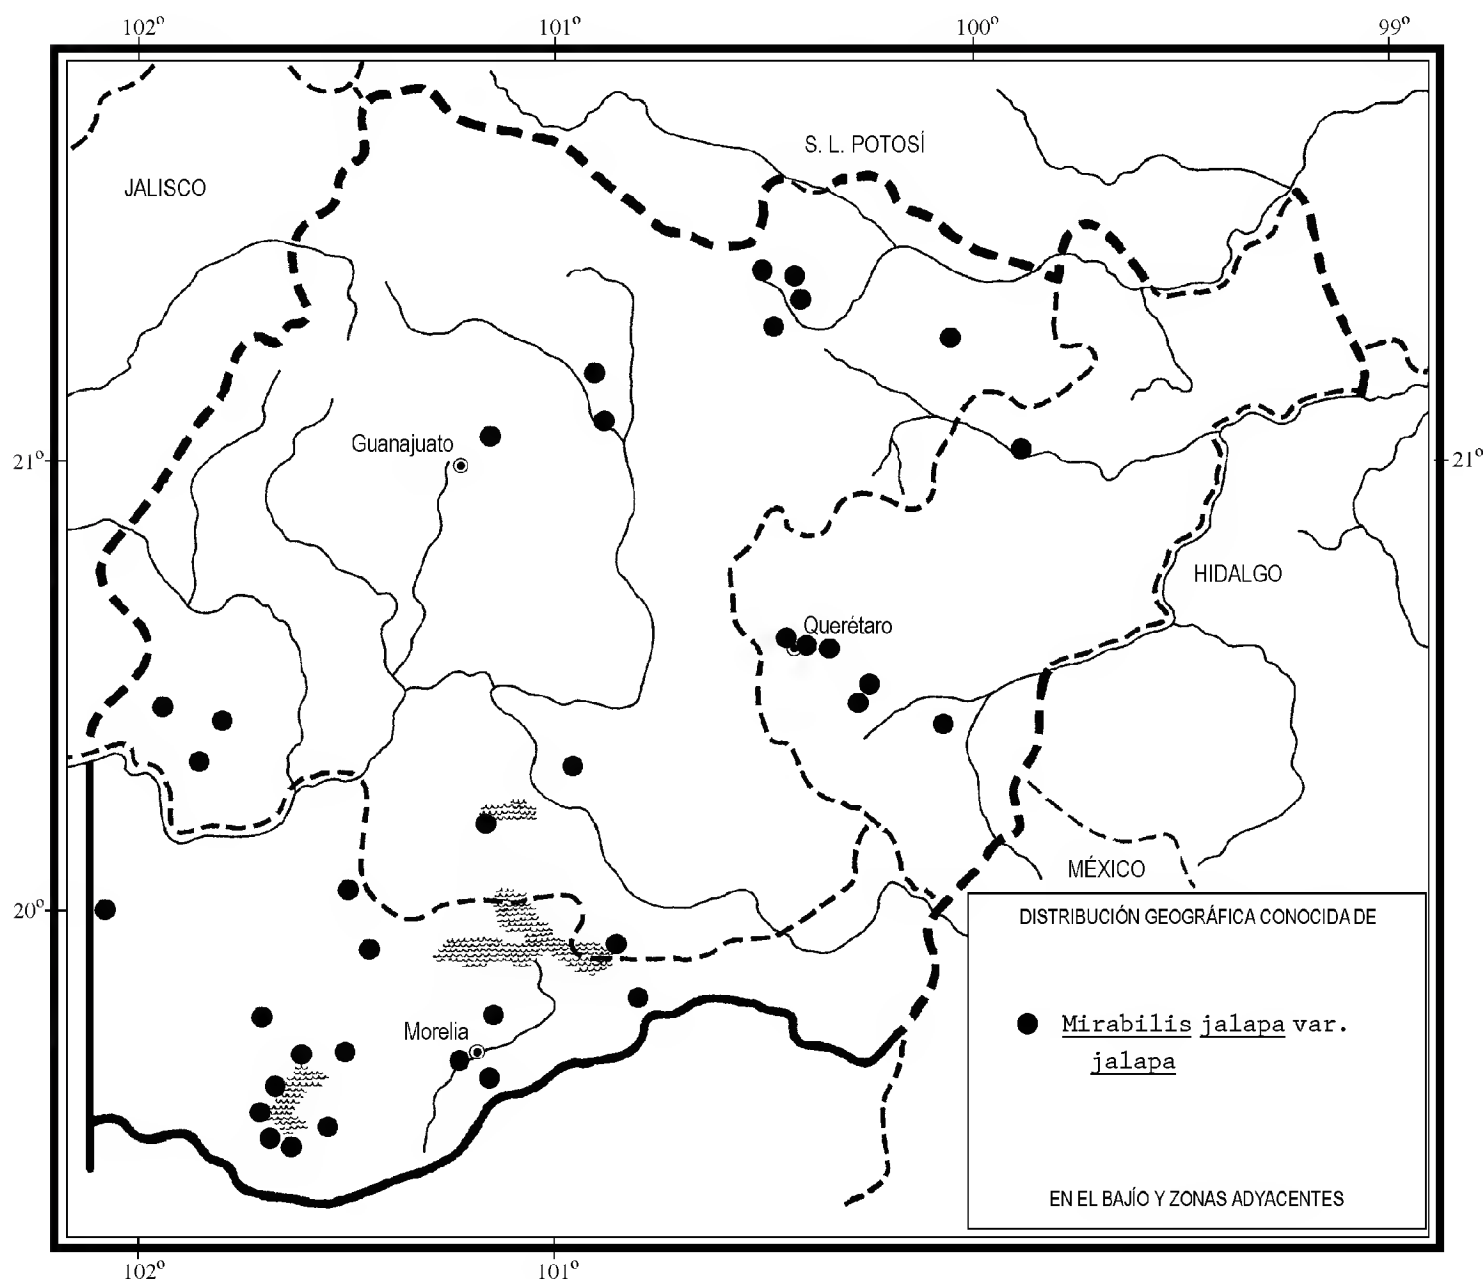 102º 101º 100º 99º
S. L. POTOSÍ
JALISCO
Guanajuato
21º 21º
HIDALGO
Querétaro
MÉXICO
20º
DISTRIBUCIÓN GEOGRÁFICA CONOCIDA DE
Mirabilis jalapa var.
jalapa
Morelia
EN EL BAJÍO Y ZONAS ADYACENTES
102º 101º